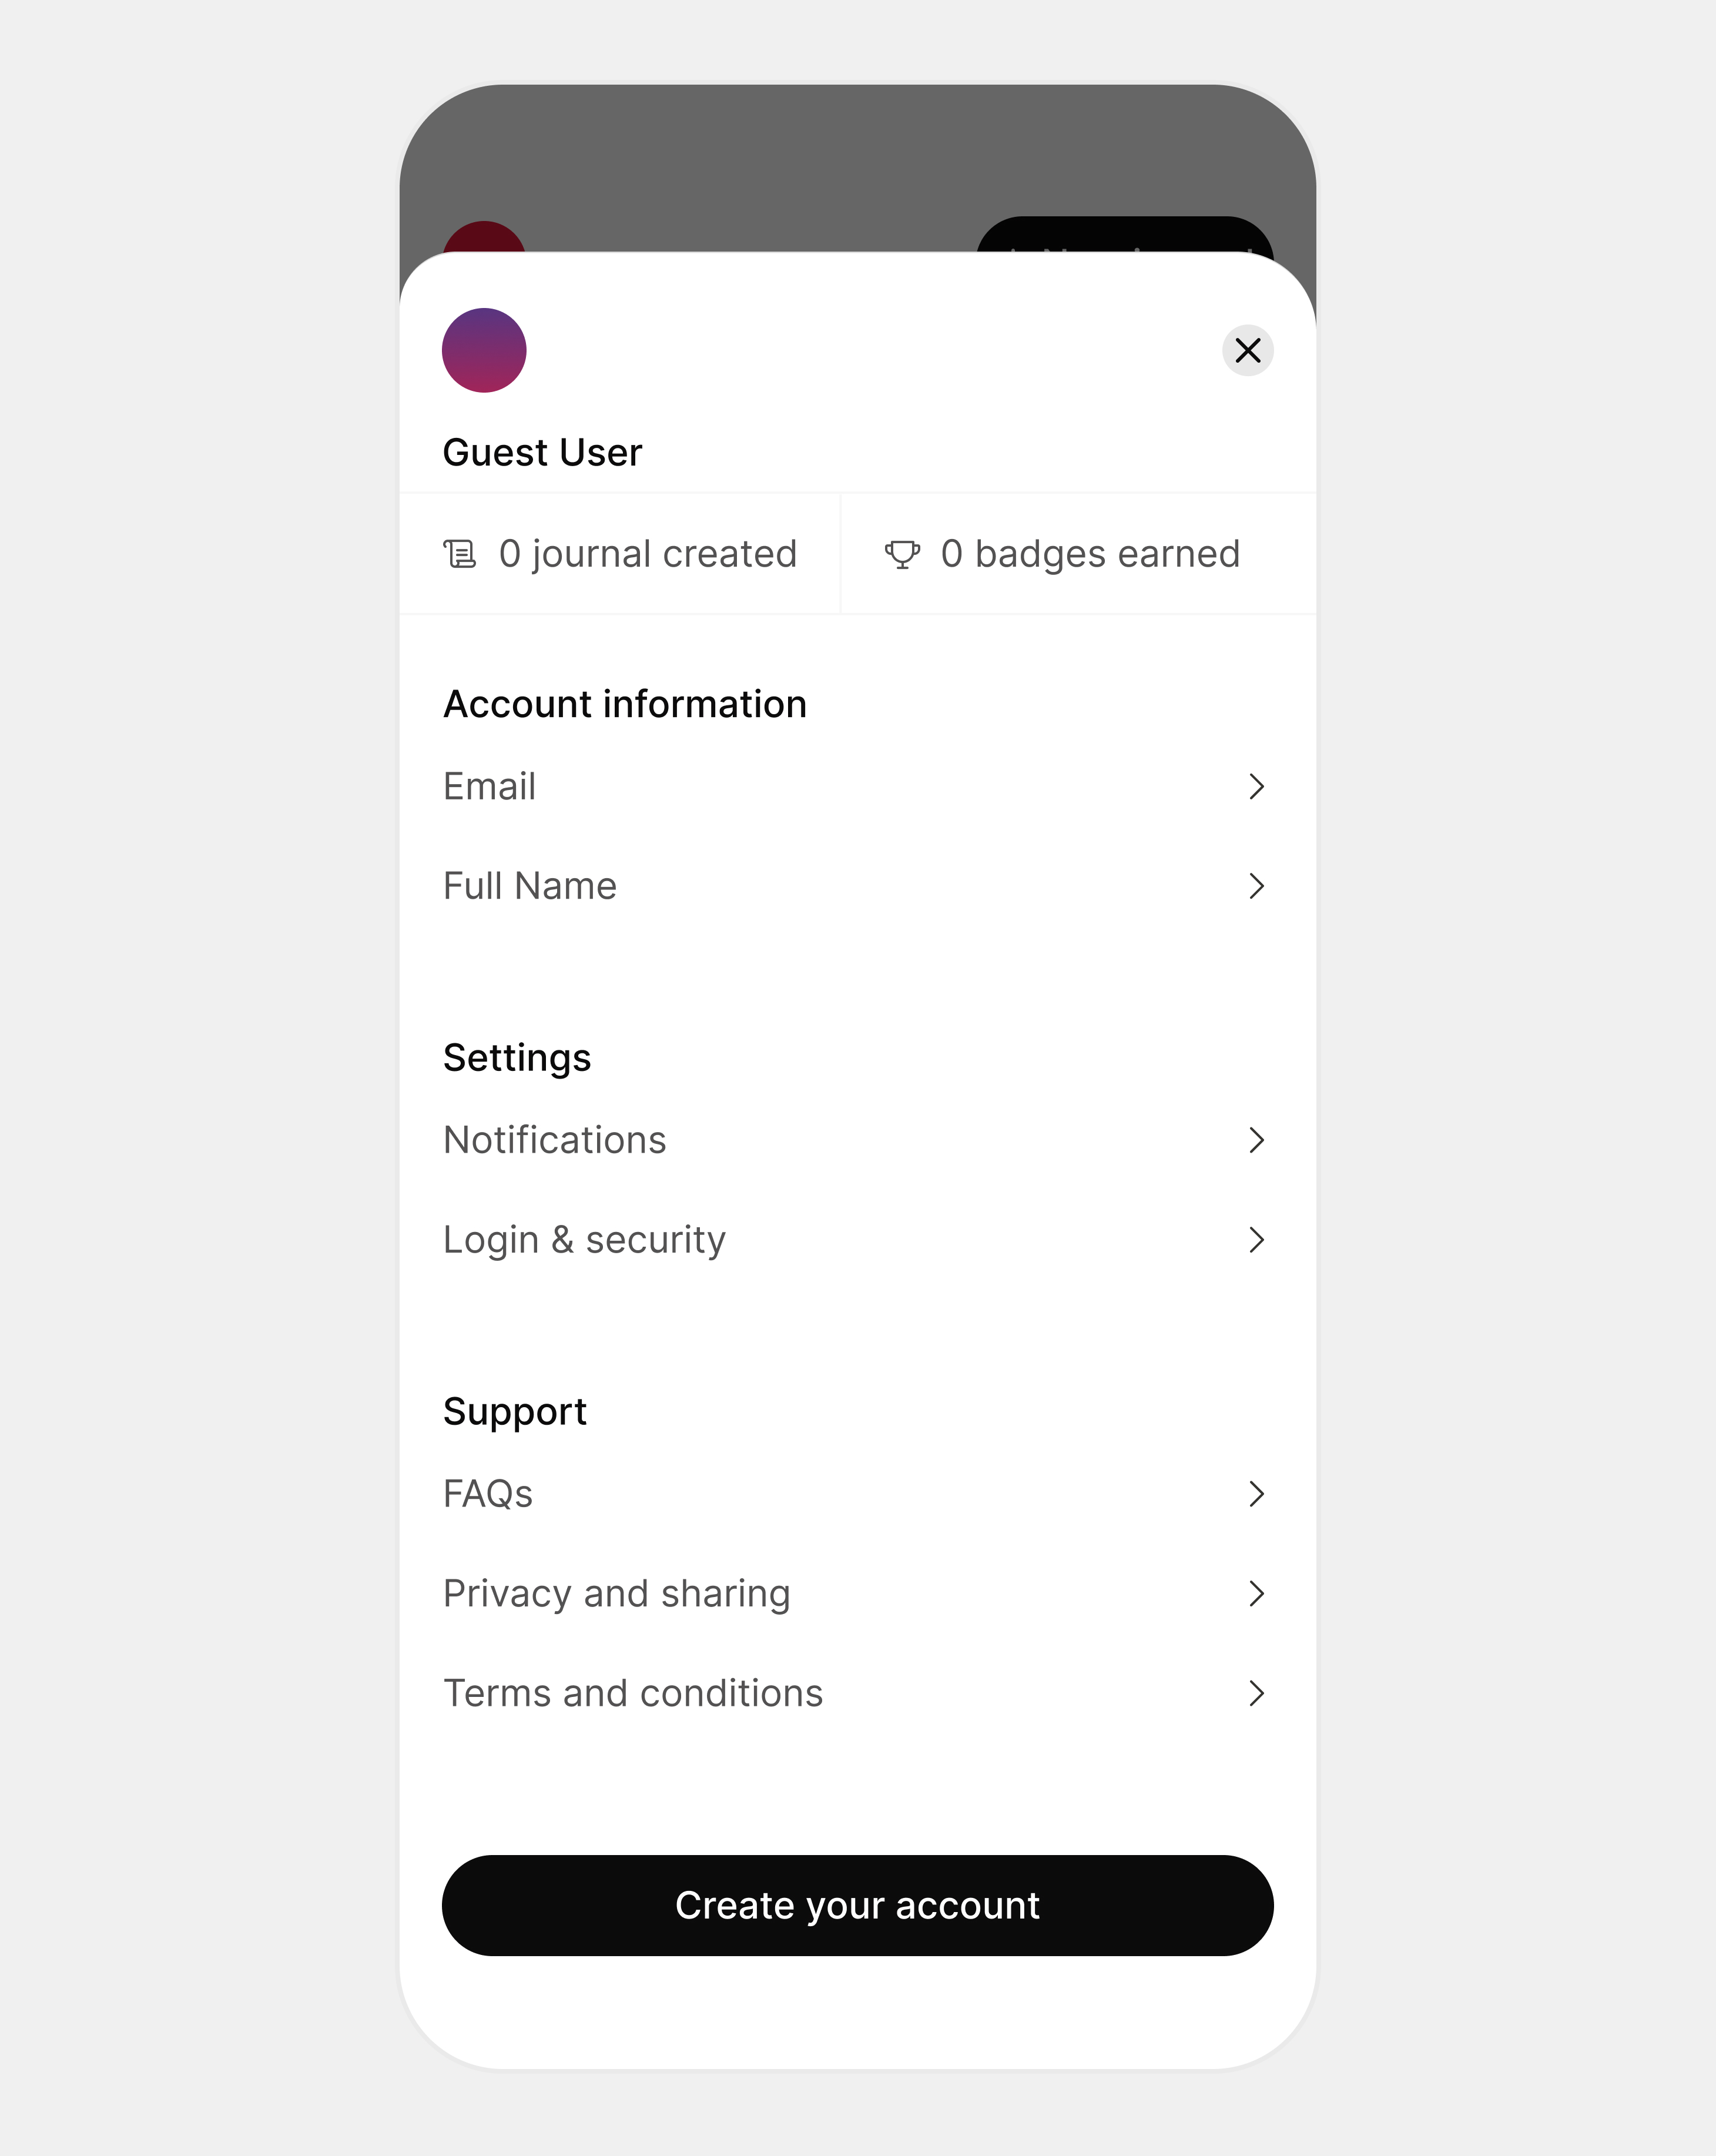 Guest User
0 journal created
0 badges earned
Account information
Email
Full Name
Settings
Notifications
Login & security
Support
FAQs
Privacy and sharing
Terms and conditions
Create your account